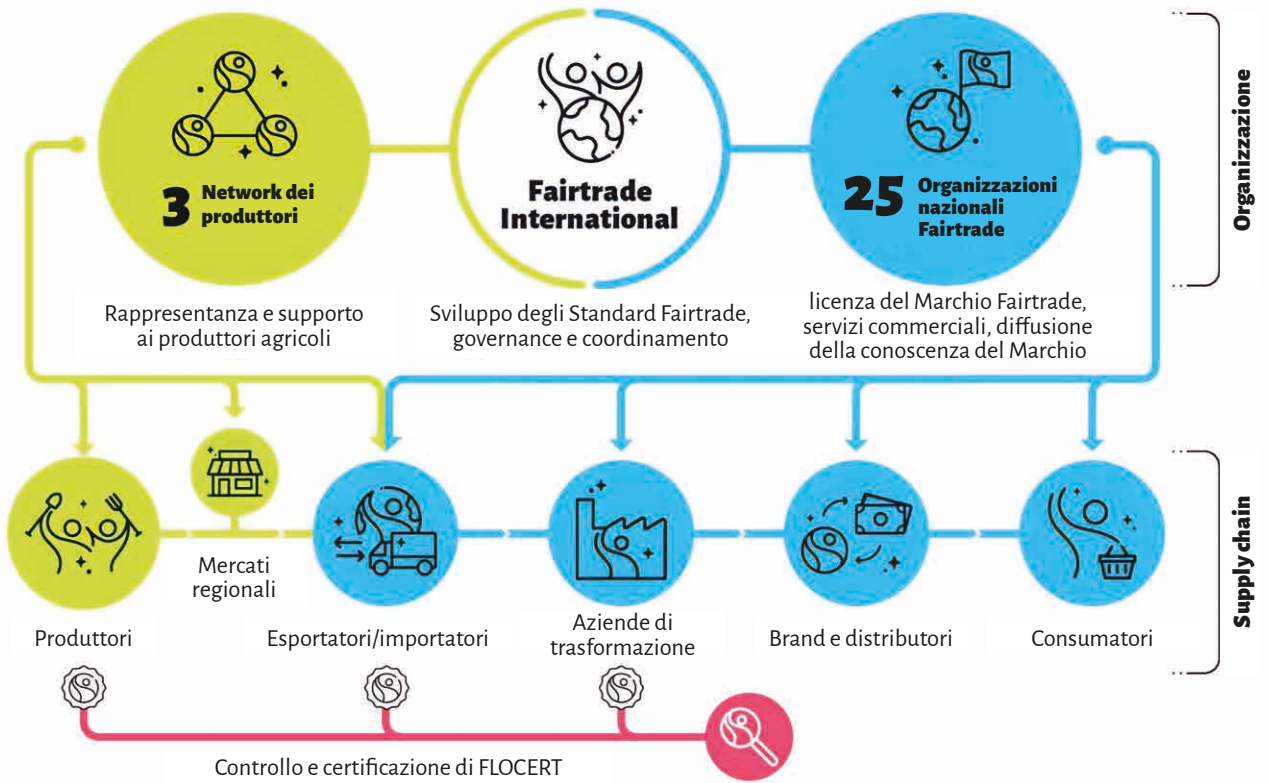 3
Network dei
produttori
Fairtrade
International
25
Organizzazioni
nazionali
Fairtrade
Organizzazione
Rappresentanza e supporto
ai produttori agricoli
Sviluppo degli Standard Fairtrade,
governance e coordinamento
licenza del Marchio Fairtrade,
servizi commerciali, diffusione
della conoscenza del Marchio
Mercati
regionali
Produttori
Esportatori/importatori
Aziende di
trasformazione
Brand e distributori
Consumatori
Supply chain
Controllo e certificazione di FLOCERT